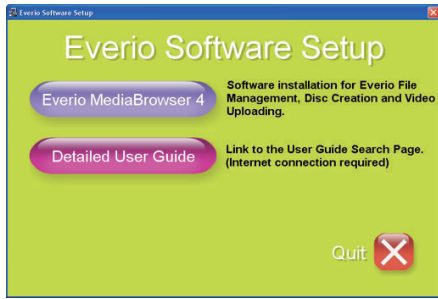 Everio Software Setup
Everio Software Setup
Everio MediaBrowser 4
Software installation for Everio File
Management, Disc Creation and Video
Uploading.
Detailed User Guide
Link to the User Guide Search Page.
(Internet connection required)
Quit